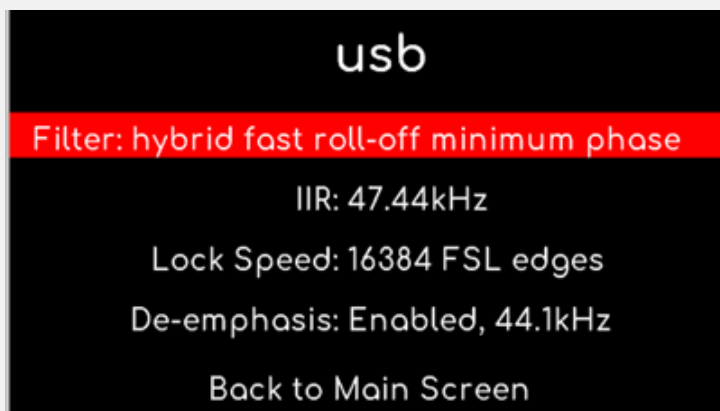 usb
Filter: hybrid fast roll-off minimum phase
IIR: 47.44kHz
Lock Speed: 16384 FSL edges
De-emphasis: Enabled, 44.1kHz
Back to Main Screen